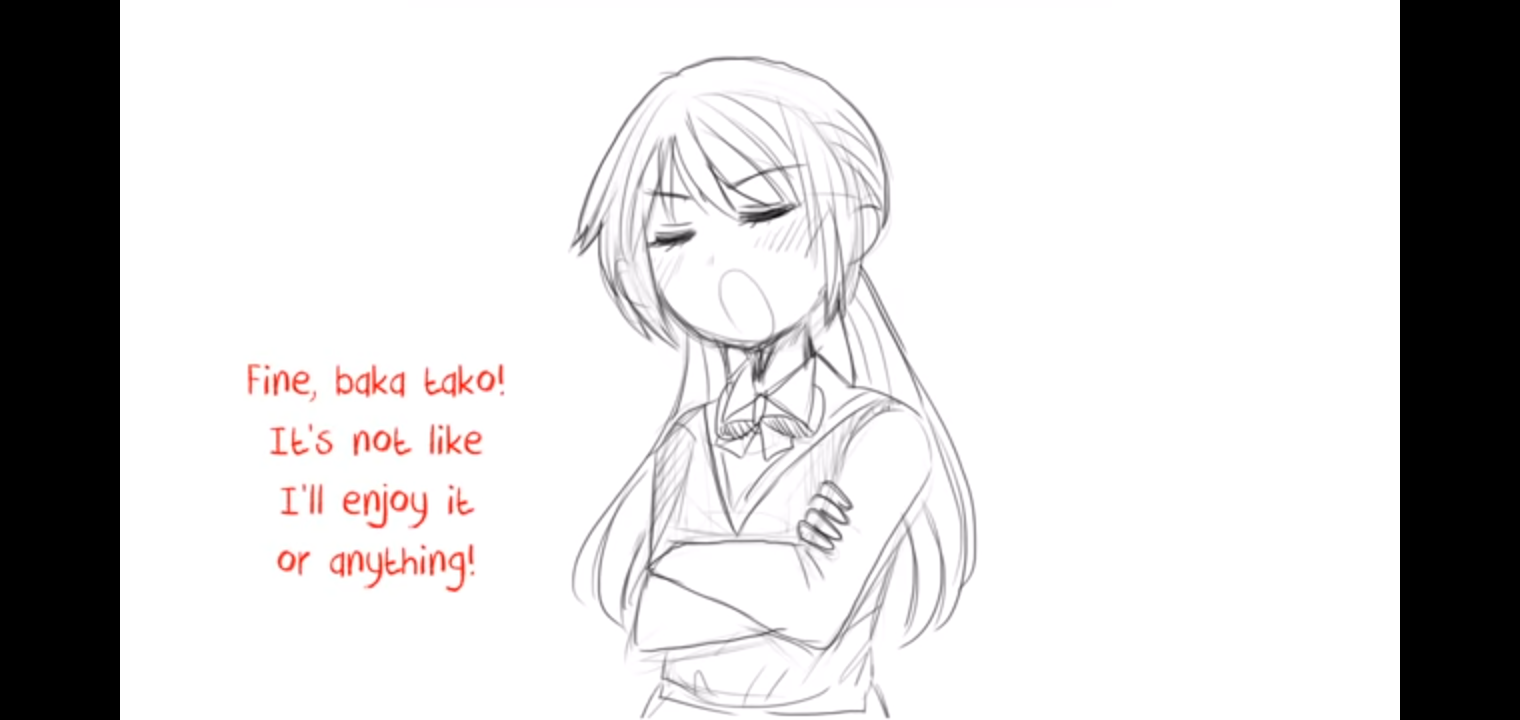 Fine, baka tako!
It's not like
I'll enjoy it
or anything!